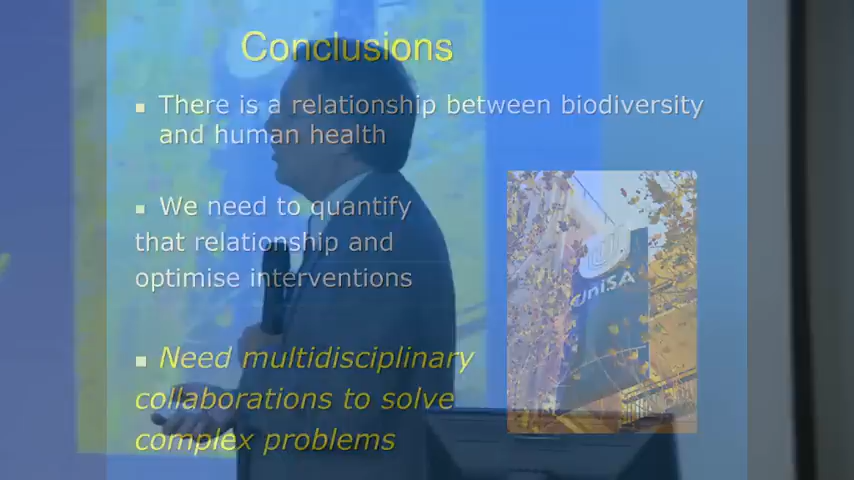 Conclusions
There is a relationship between biodiversity
and human health
We need to quantify
that relationship and
optimise interventions
Need multidisciplinary
collaborations to solve
complex problems
UniSA